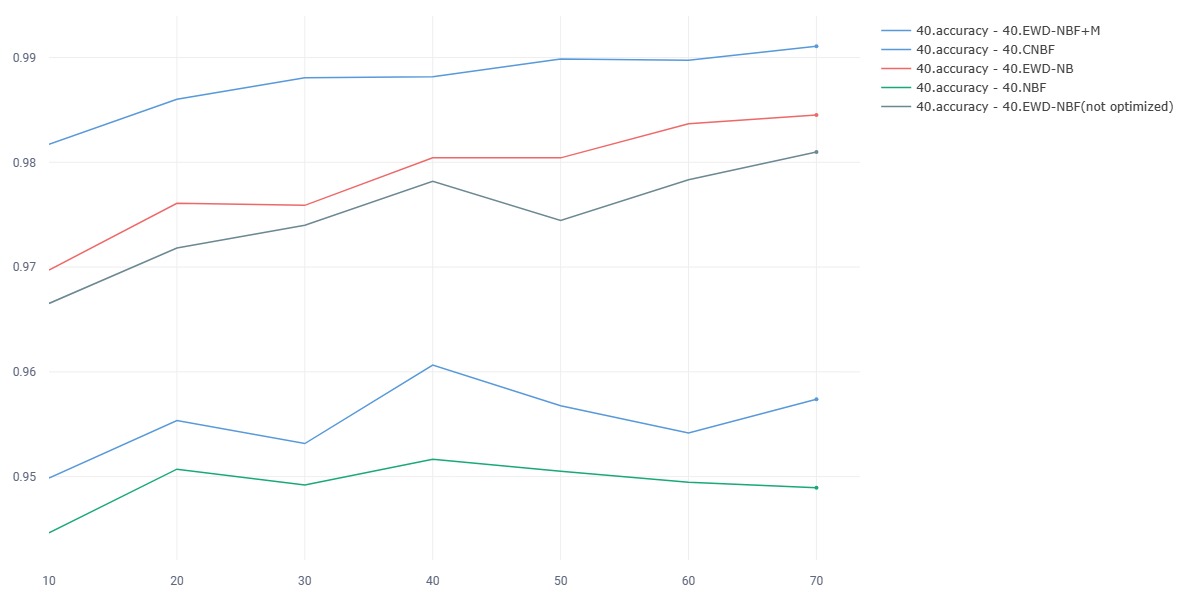 40.accuracy - 40.EWD-NBF+M
40.accuracy - 40.CNBF
40.accuracy - 40.EWD-NB
40.accuracy - 40.NBF
40.accuracy - 40.EWD-NBF(not optimized)
0.99
0.98
0.97
0.96
0.95
10 20 30 40 50 60 70